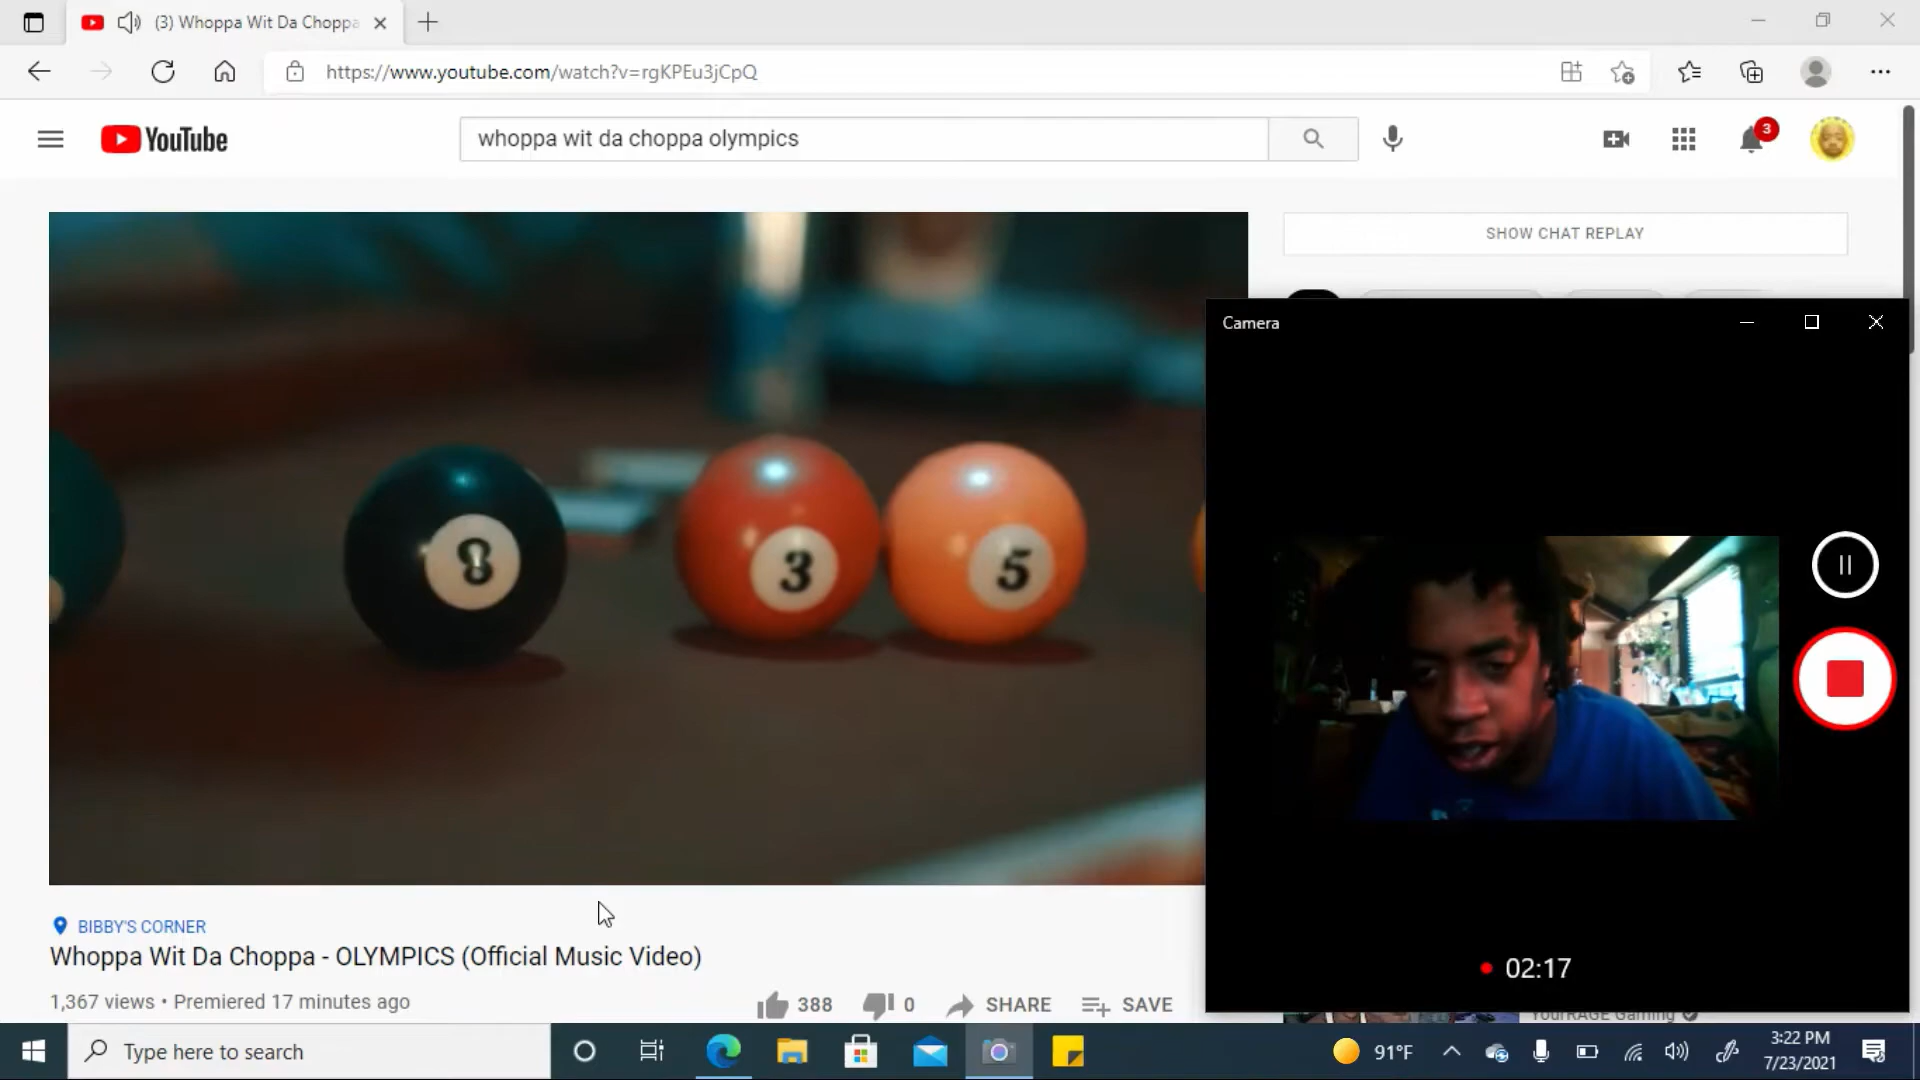 (3) Whoppa Wit Da Choppa
https://www.youtube.com/watch?v=rgKPEu3jCpQ
YouTube
whoppa wit da choppa olympics
3
SHOW CHAT REPLAY
Camera
8
3
5
02:17
BIBBY'S CORNER
Whoppa Wit Da Choppa - OLYMPICS (Official Music Video)
1,367 views • Premiered 17 minutes ago
388
0
SHARE
SAVE
YourRAGE Gaming
Type here to search
91°F
3:22 PM
7/23/2021